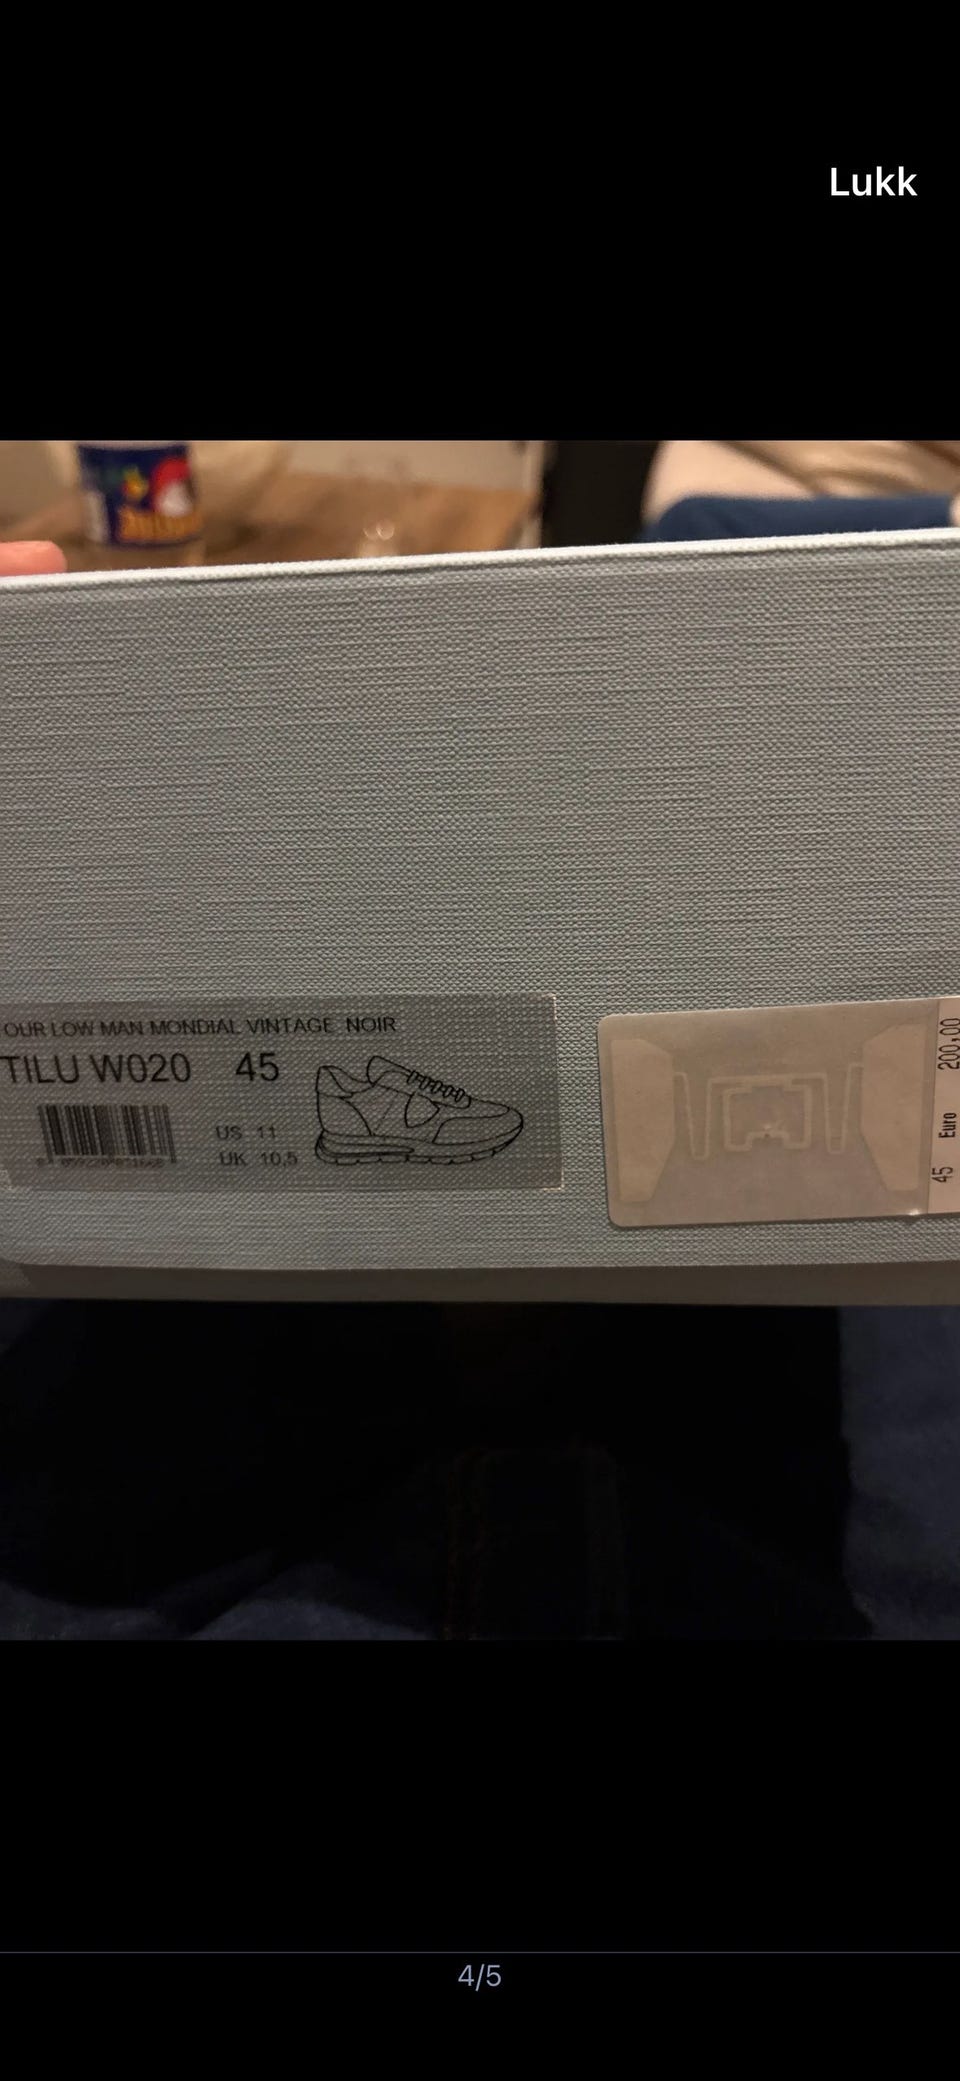 Lukk
OUR LOW MAN MONDIAL VINTAGE NOIR
TILU W020 45
US 11
UK 10,5
200,00
Euro
45
4/5